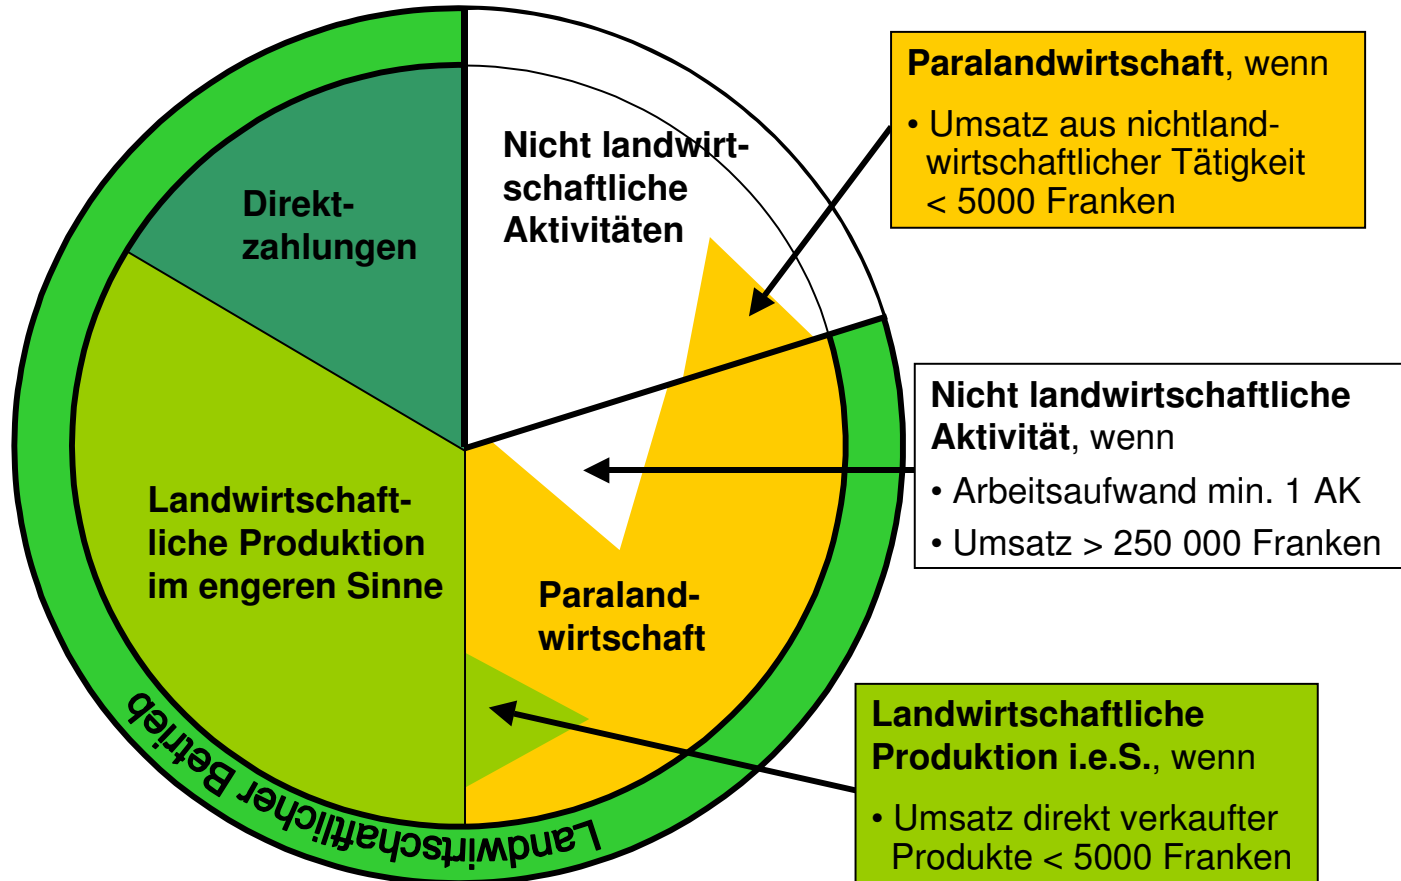 Nicht landwirt-
schaftliche
Aktivitäten
Direkt-
zahlungen
Landwirtschaft-
liche Produktion
im engeren Sinne
Paraland-
wirtschaft
Landwirtschaftlicher Betrieb
Paralandwirtschaft, wenn
• Umsatz aus nichtland-
wirtschaftlicher Tätigkeit
< 5000 Franken
Nicht landwirtschaftliche
Aktivität, wenn
• Arbeitsaufwand min. 1 AK
• Umsatz > 250 000 Franken
Landwirtschaftliche
Produktion i.e.S., wenn
• Umsatz direkt verkaufter
Produkte < 5000 Franken